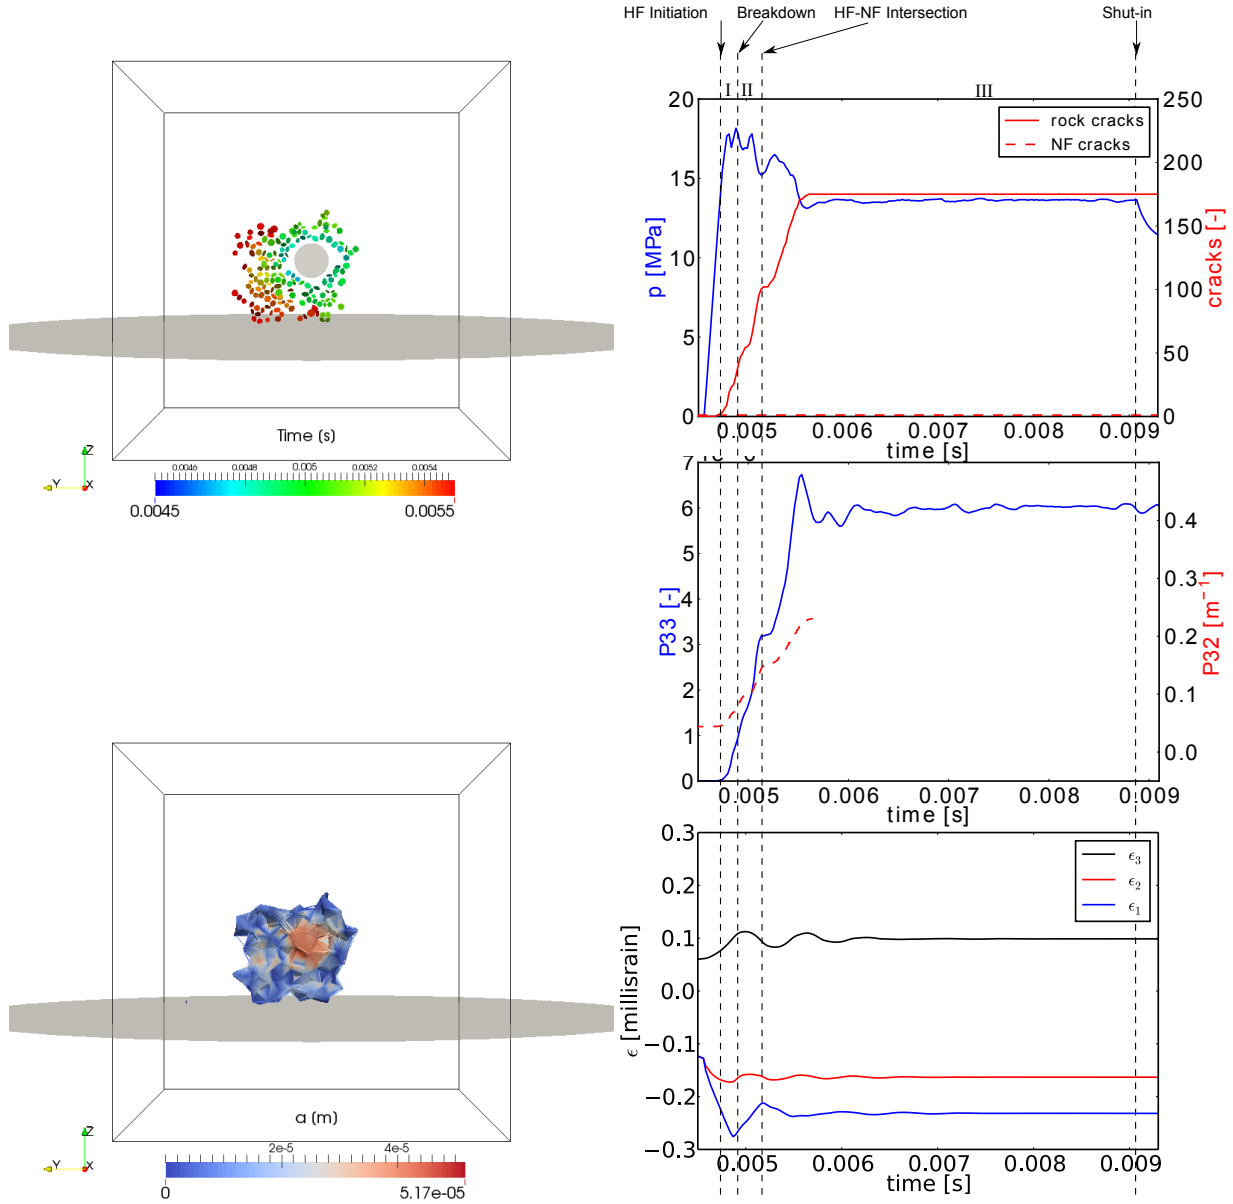 HF Initiation
Breakdown
HF-NF Intersection
Shut-in
I
II
III
20
15
10
5
0
p [MPa]
250
200
150
100
50
0
cracks [-]
rock cracks
NF cracks
0.005
0.006
0.007
0.008
0.009
time [s]
Time (s)
0.0046
0.0048
0.005
0.0052
0.0054
0.0045
0.0055
Z
Y
X
7
6
5
4
3
2
1
0
P33 [-]
0.4
0.3
0.2
0.1
0.0
P32 [m⁻¹]
0.005
0.006
0.007
0.008
0.009
time [s]
0.3
0.2
0.1
0.0
−0.1
−0.2
−0.3
ϵ [millisrain]
ϵ₃
ϵ₂
ϵ₁
0.005
0.006
0.007
0.008
0.009
time [s]
a (m)
2e-5
4e-5
0
5.17e-05
Z
Y
X